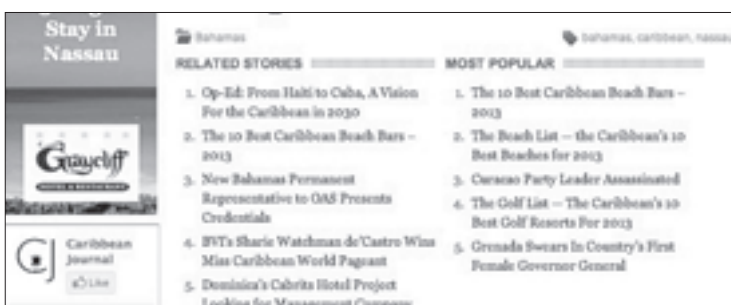 Stay in
Nassau
Graycliff
HOTEL & RESTAURANT
Caribbean
Journal
Like
Bahamas
bahamas, caribbean, nassau
RELATED STORIES
1. Op-Ed: From Haiti to Cuba, A Vision
For the Caribbean in 2030
2. The 10 Best Caribbean Beach Bars –
2013
3. New Bahamas Permanent
Representative to OAS Presents
Credentials
4. BVI's Sharie Watchman de'Castro Wins
Miss Caribbean World Pageant
5. Dominica's Cabrits Hotel Project
Looking for Management Company
MOST POPULAR
1. The 10 Best Caribbean Beach Bars –
2013
2. The Beach List — the Caribbean's 10
Best Beaches for 2013
3. Curacao Party Leader Assassinated
4. The Golf List — The Caribbean's 10
Best Golf Resorts For 2013
5. Grenada Swears In Country's First
Female Governor General